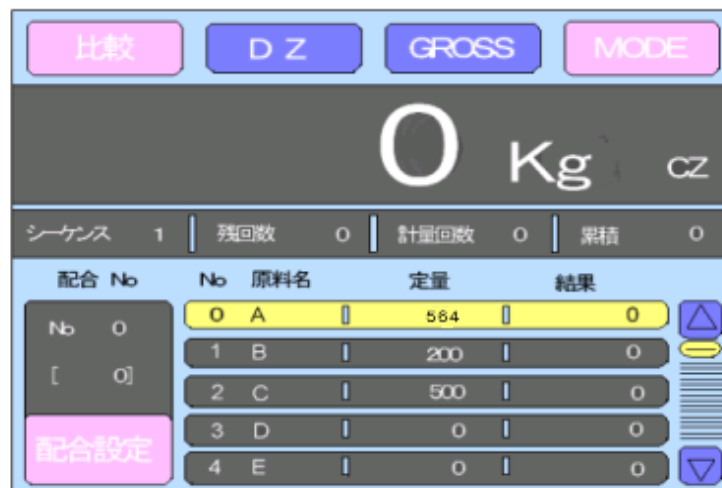 比較 DZ GROSS MODE
0 Kg CZ
シーケンス 1 残回数 0 計量回数 0 累積 0
配合 No No 原料名 定量 結果
No 0
[ 0]
配合設定
0 A 564 0
1 B 200 0
2 C 500 0
3 D 0 0
4 E 0 0